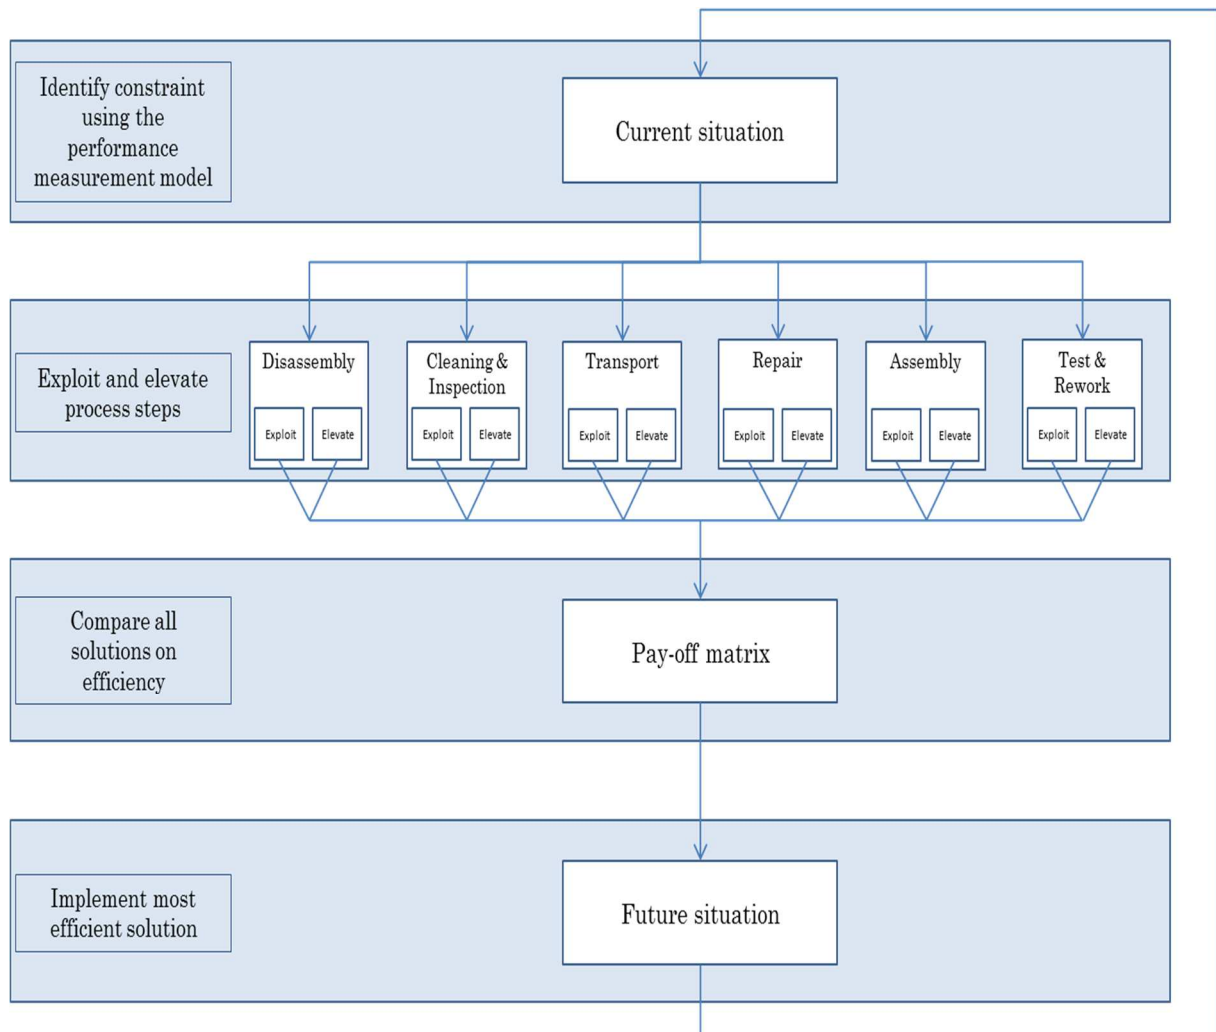 Identify constraint
using the
performance
measurement model
Current situation
Exploit and elevate
process steps
Disassembly
Exploit
Elevate
Cleaning &
Inspection
Exploit
Elevate
Transport
Exploit
Elevate
Repair
Exploit
Elevate
Assembly
Exploit
Elevate
Test &
Rework
Exploit
Elevate
Compare all
solutions on
efficiency
Pay-off matrix
Implement most
efficient solution
Future situation